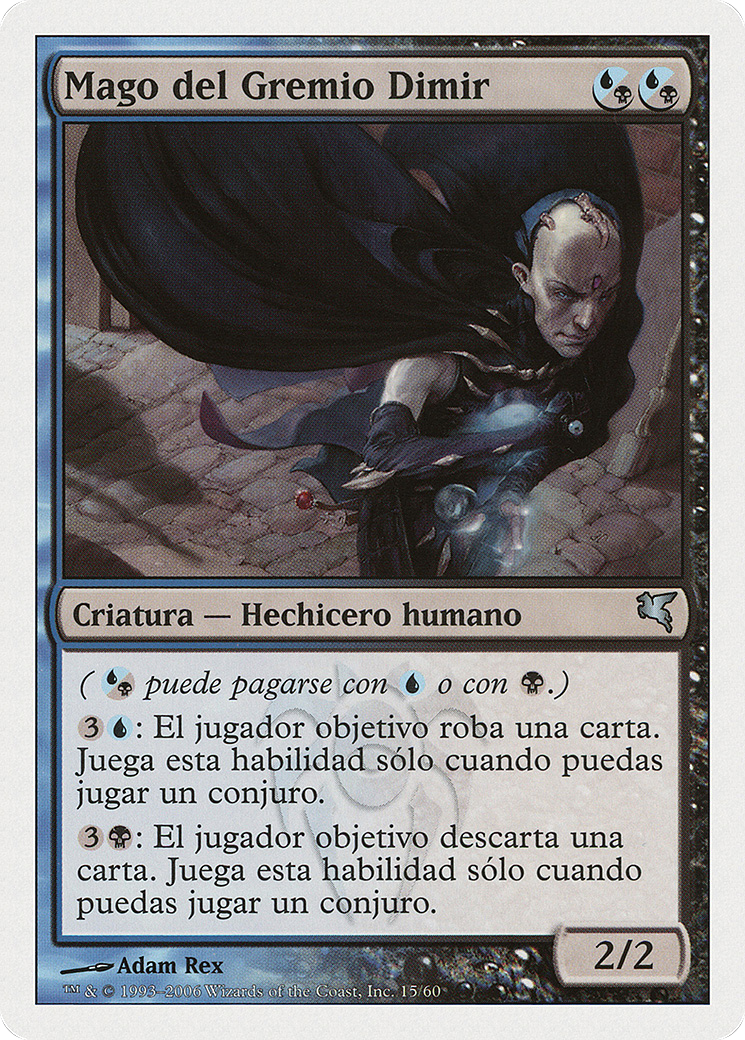 Mago del Gremio Dimir
Criatura — Hechicero humano
( puede pagarse con o con .)
3: El jugador objetivo roba una carta.
Juega esta habilidad sólo cuando puedas
jugar un conjuro.
3: El jugador objetivo descarta una
carta. Juega esta habilidad sólo cuando
puedas jugar un conjuro.
2/2
Adam Rex
™ & © 1993–2006 Wizards of the Coast, Inc. 15/60